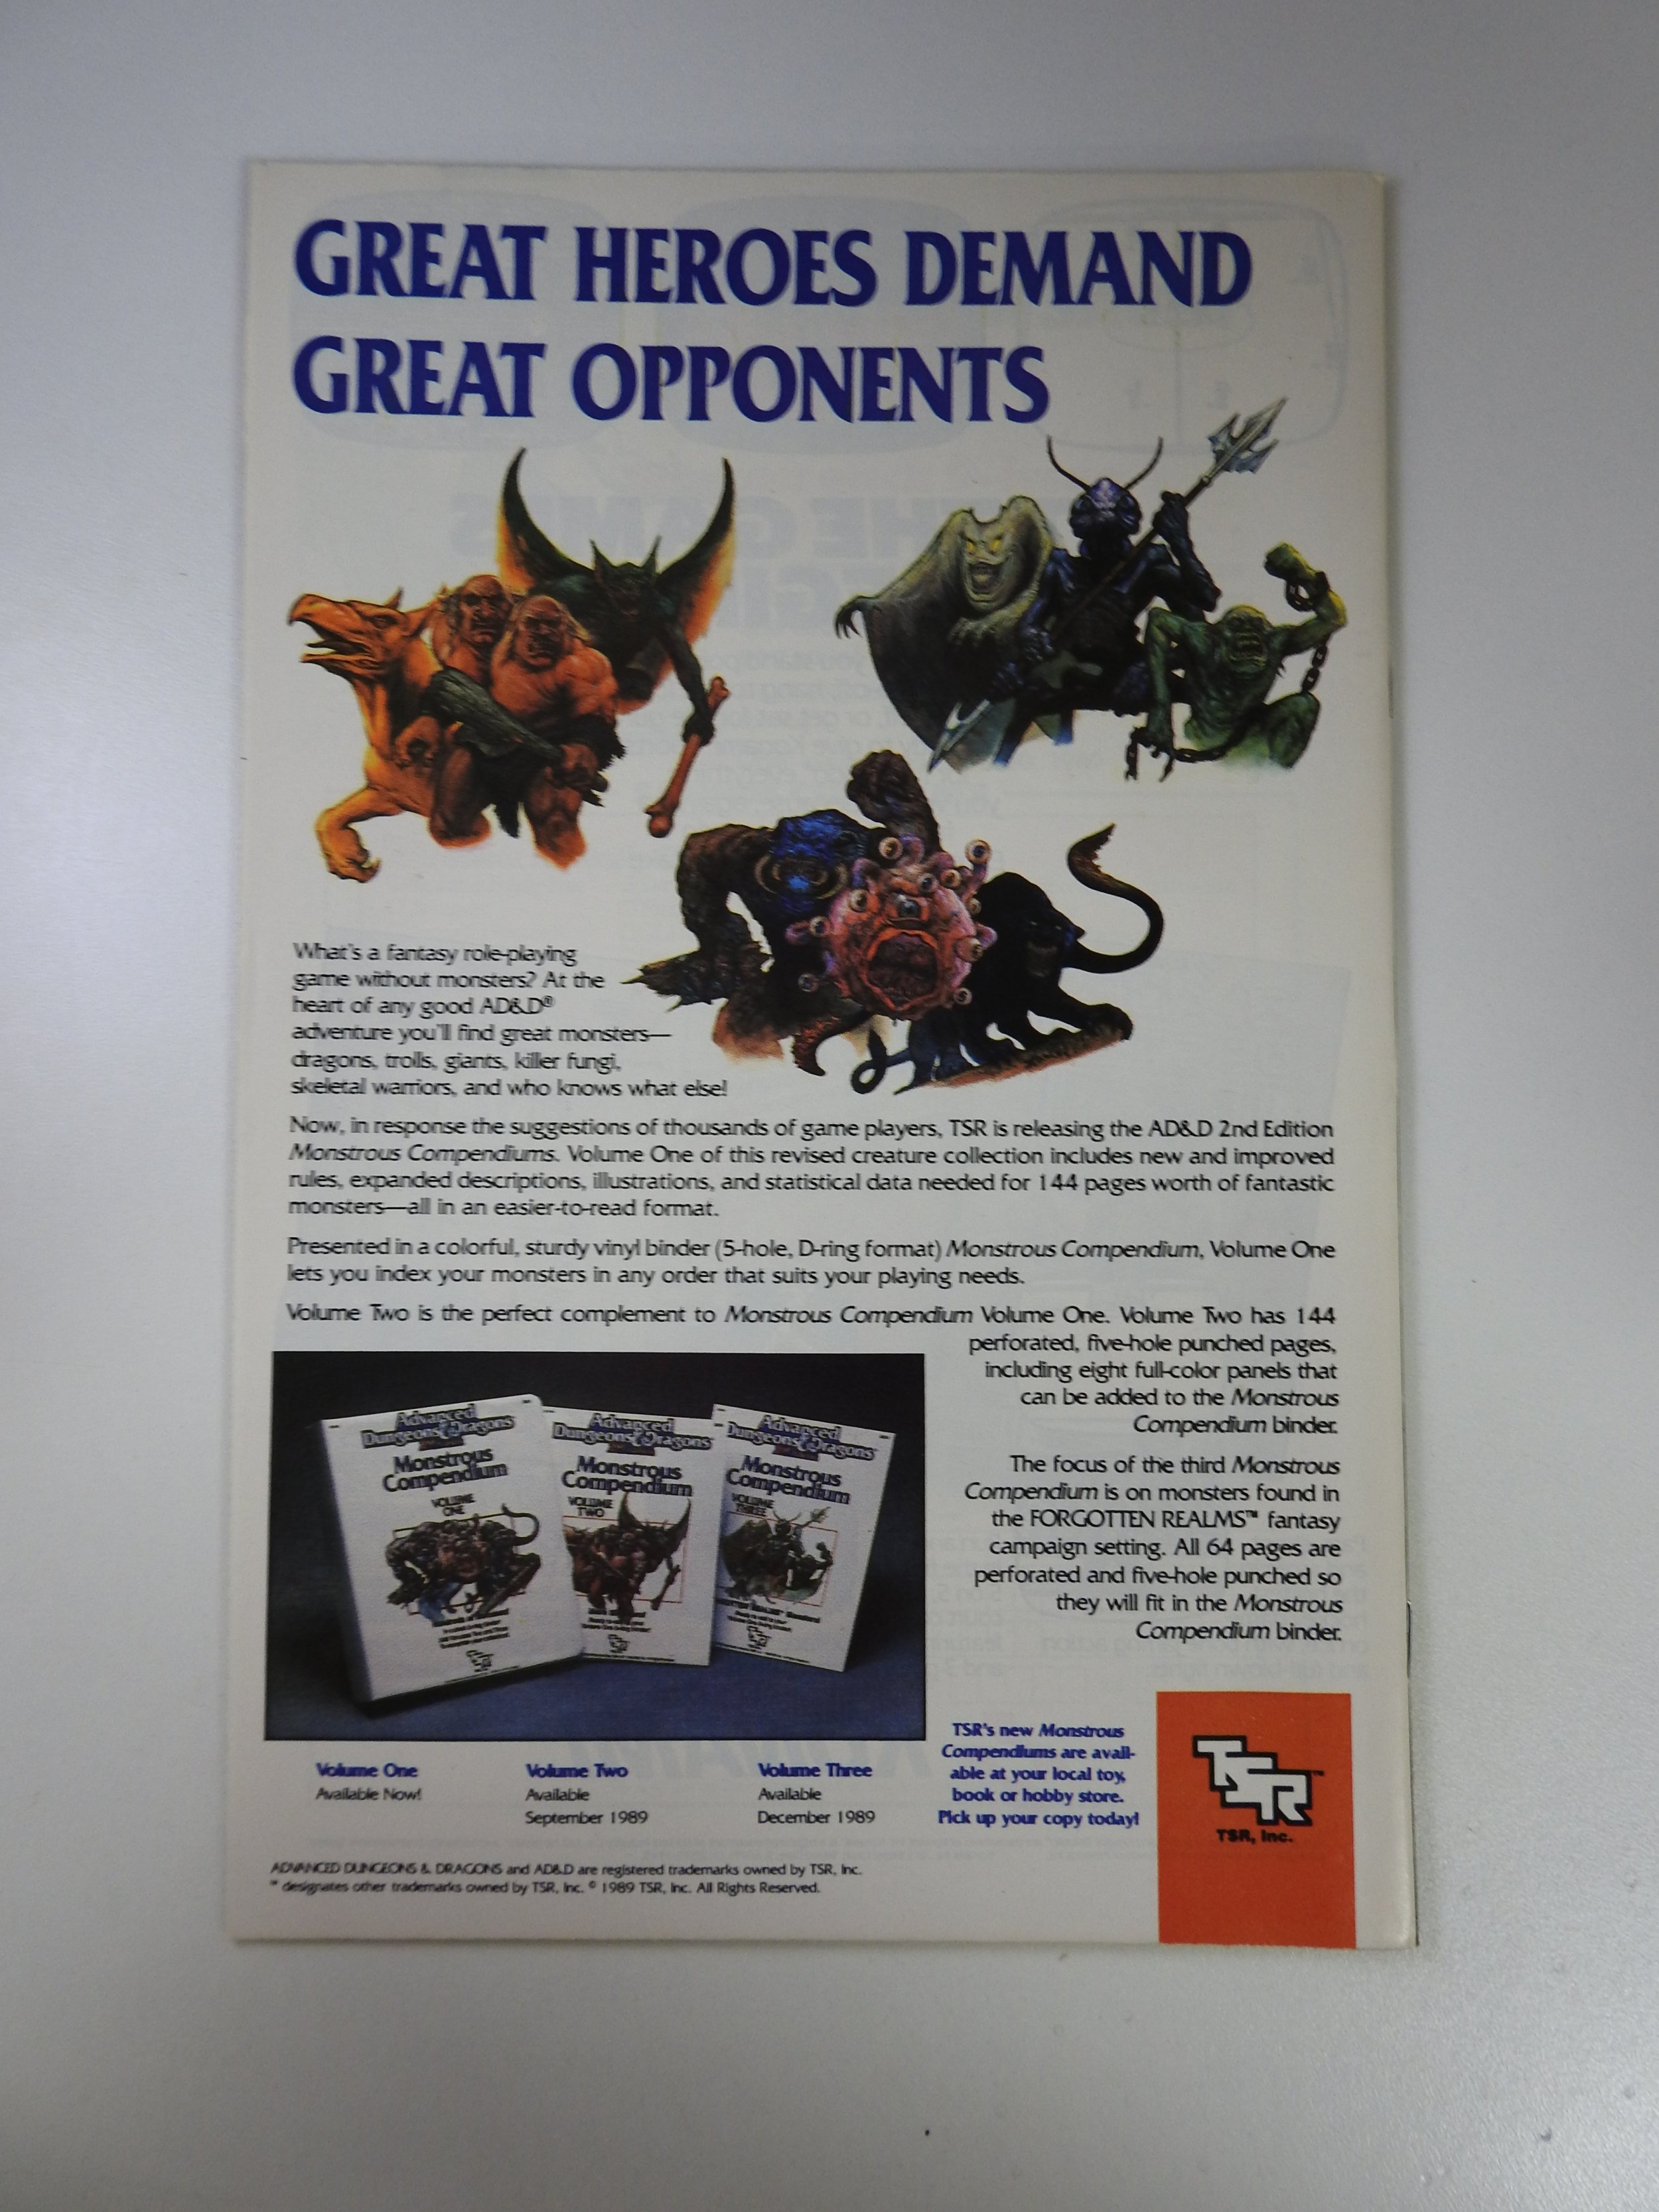 GREAT HEROES DEMAND
GREAT OPPONENTS
What's a fantasy role-playing
game without monsters? At the
heart of any good AD&D®
adventure you'll find great monsters—
dragons, trolls, giants, killer fungi,
skeletal warriors, and who knows what else!
Now, in response the suggestions of thousands of game players, TSR is releasing the AD&D 2nd Edition
Monstrous Compendiums. Volume One of this revised creature collection includes new and improved
rules, expanded descriptions, illustrations, and statistical data needed for 144 pages worth of fantastic
monsters—all in an easier-to-read format.
Presented in a colorful, sturdy vinyl binder (5-hole, D-ring format) Monstrous Compendium, Volume One
lets you index your monsters in any order that suits your playing needs.
Volume Two is the perfect complement to Monstrous Compendium Volume One. Volume Two has 144
perforated, five-hole punched pages,
including eight full-color panels that
can be added to the Monstrous
Compendium binder.
The focus of the third Monstrous
Compendium is on monsters found in
the FORGOTTEN REALMS™ fantasy
campaign setting. All 64 pages are
perforated and five-hole punched so
they will fit in the Monstrous
Compendium binder.
Advanced
Dungeons & Dragons
Monstrous
Compendium
VOLUME
ONE
Advanced
Dungeons & Dragons
Monstrous
Compendium
VOLUME
TWO
Advanced
Dungeons & Dragons
Monstrous
Compendium
VOLUME
THREE
Volume One
Available Now!
Volume Two
Available
September 1989
Volume Three
Available
December 1989
TSR's new Monstrous
Compendiums are avail-
able at your local toy,
book or hobby store.
Pick up your copy today!
TSR™
TSR, Inc.
ADVANCED DUNGEONS & DRAGONS and AD&D are registered trademarks owned by TSR, Inc.
™ designates other trademarks owned by TSR, Inc. © 1989 TSR, Inc. All Rights Reserved.